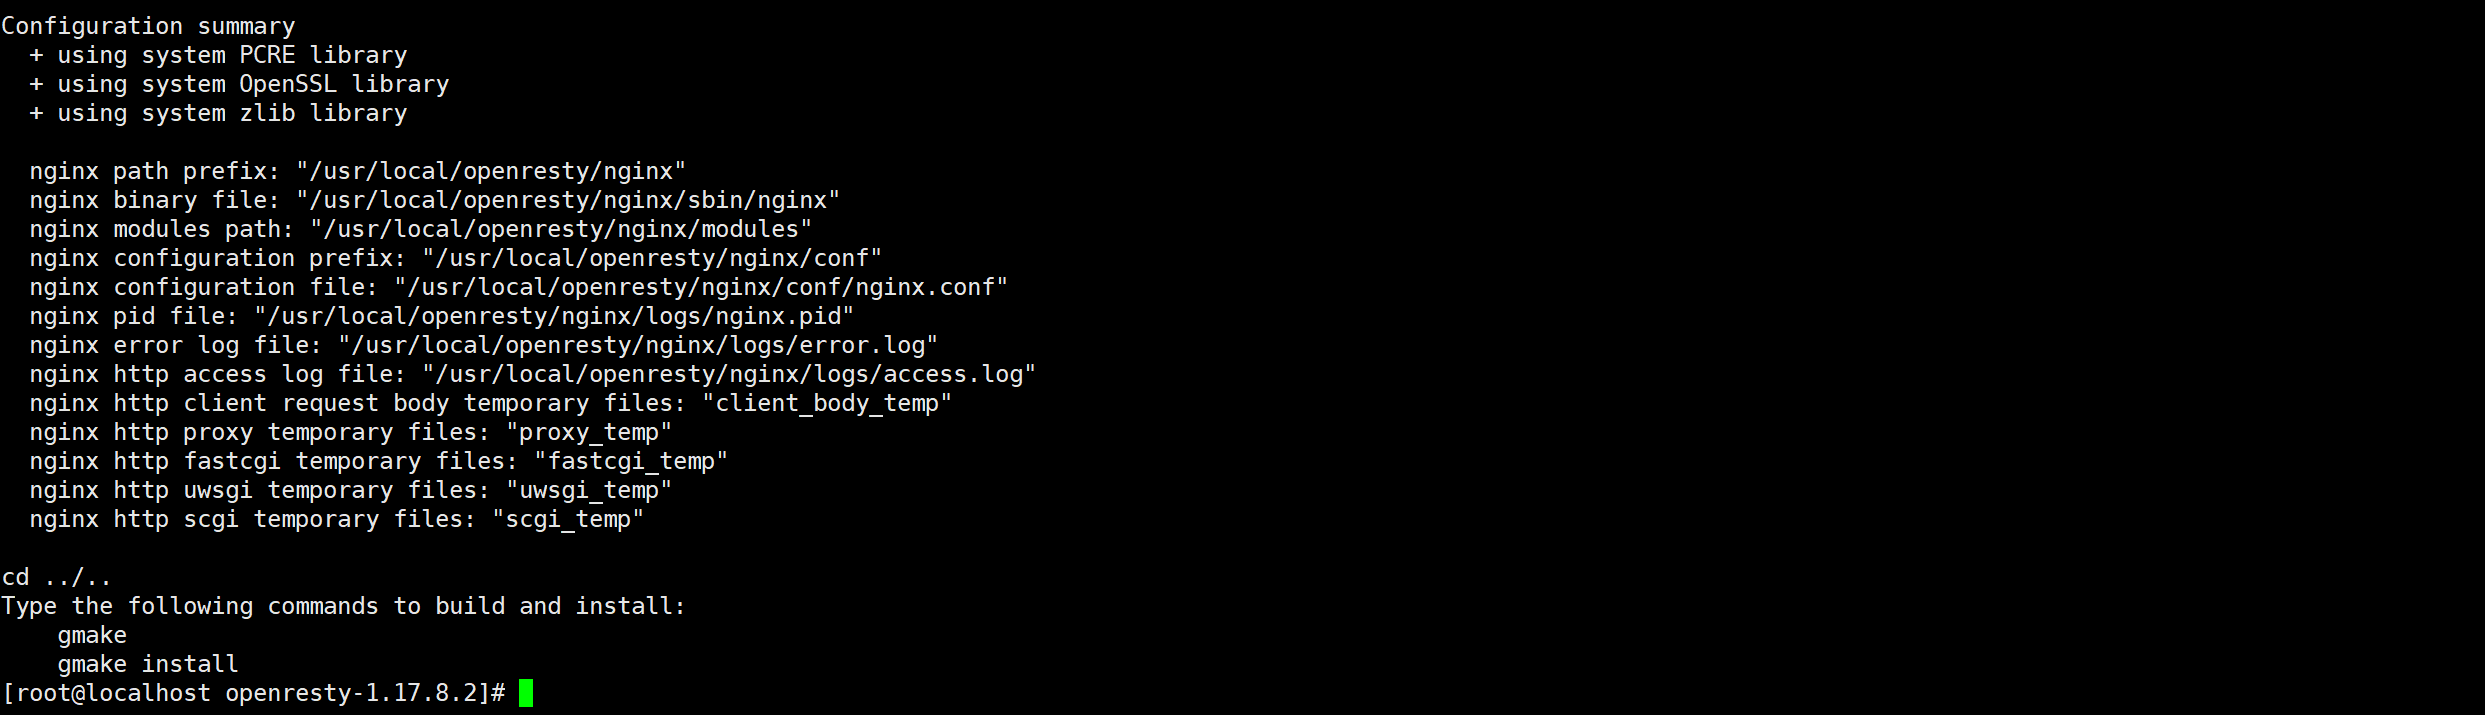 Configuration summary
  + using system PCRE library
  + using system OpenSSL library
  + using system zlib library

  nginx path prefix: "/usr/local/openresty/nginx"
  nginx binary file: "/usr/local/openresty/nginx/sbin/nginx"
  nginx modules path: "/usr/local/openresty/nginx/modules"
  nginx configuration prefix: "/usr/local/openresty/nginx/conf"
  nginx configuration file: "/usr/local/openresty/nginx/conf/nginx.conf"
  nginx pid file: "/usr/local/openresty/nginx/logs/nginx.pid"
  nginx error log file: "/usr/local/openresty/nginx/logs/error.log"
  nginx http access log file: "/usr/local/openresty/nginx/logs/access.log"
  nginx http client request body temporary files: "client_body_temp"
  nginx http proxy temporary files: "proxy_temp"
  nginx http fastcgi temporary files: "fastcgi_temp"
  nginx http uwsgi temporary files: "uwsgi_temp"
  nginx http scgi temporary files: "scgi_temp"

cd ../..
Type the following commands to build and install:
    gmake
    gmake install
[root@localhost openresty-1.17.8.2]#